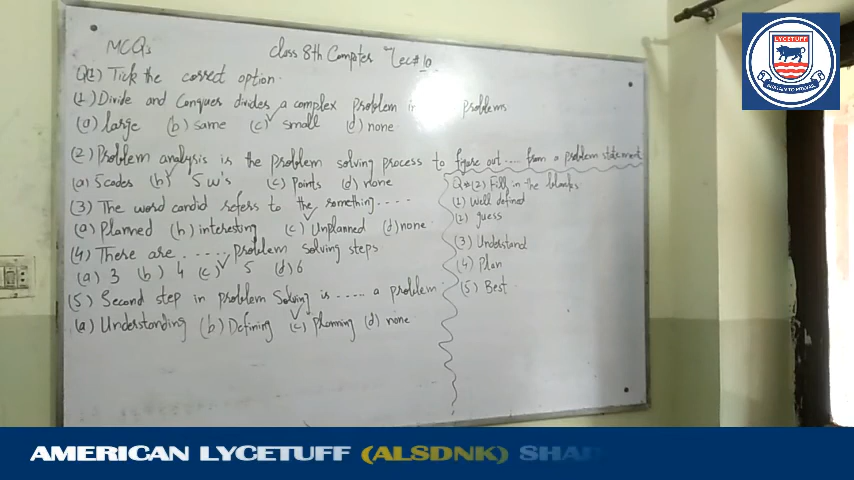 MCQs class 8th Computer Lec# 10
Q(1) Tick the correct option.
(1) Divide and Conquer divides a complex problem in problems
(a) large (b) same (c) small (d) none
(2) Problem analysis is the problem solving process to figure out ..... from a problem statement
(a) 5 codes (b) 5 w's (c) Points (d) none
(3) The word candid refers to the something.....
(a) Planned (b) interesting (c) Unplanned (d) none
(4) There are ...... problem solving steps
(a) 3 (b) 4 (c) 5 (d) 6
(5) Second step in problem Solving is ..... a problem
(a) Understanding (b) Defining (c) Planning (d) none
Q#(2) Fill in the blanks
(1) Well defined
(2) guess
(3) Understand
(4) Plan
(5) Best
LYCETUFF
AMERICAN LYCETUFF (ALSDNK) SHA